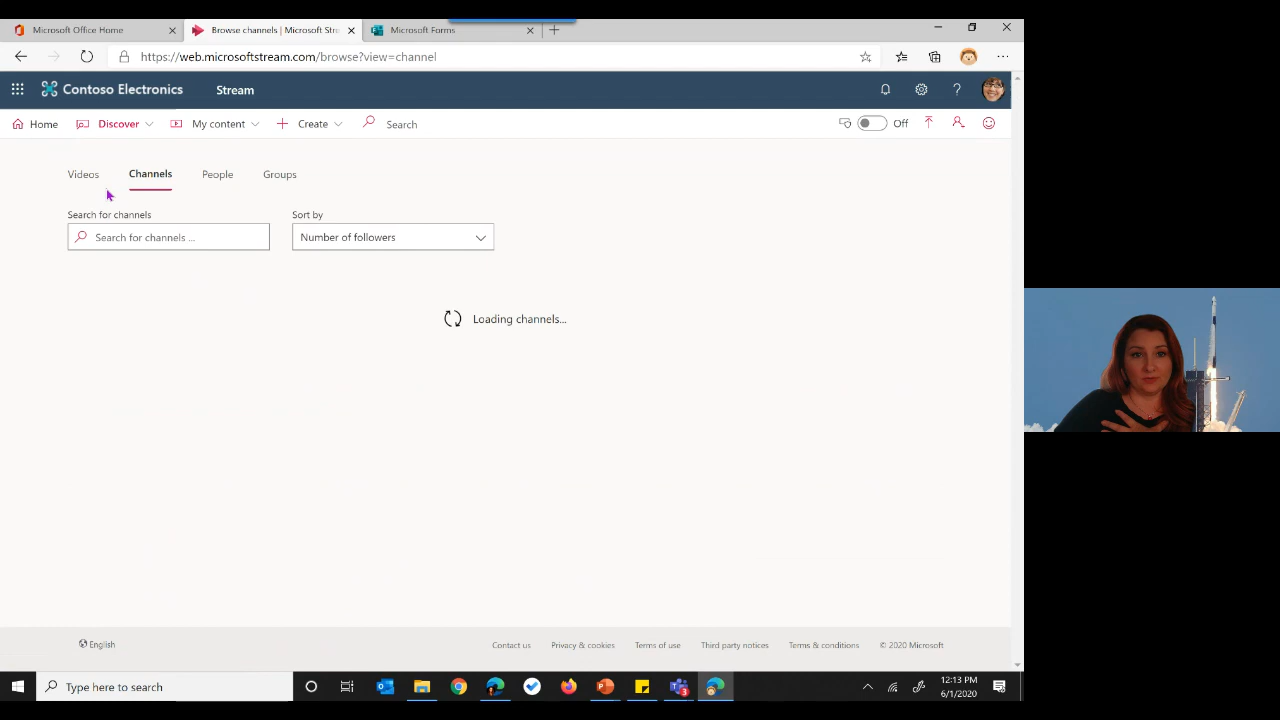 Microsoft Office Home
Browse channels | Microsoft Stre
Microsoft Forms
https://web.microsoftstream.com/browse?view=channel
Contoso Electronics
Stream
Home
Discover
My content
Create
Search
Off
Videos
Channels
People
Groups
Search for channels
Sort by
Search for channels ...
Number of followers
Loading channels...
English
Contact us
Privacy & cookies
Terms of use
Third party notices
Terms & conditions
© 2020 Microsoft
Type here to search
3
12:13 PM
6/1/2020